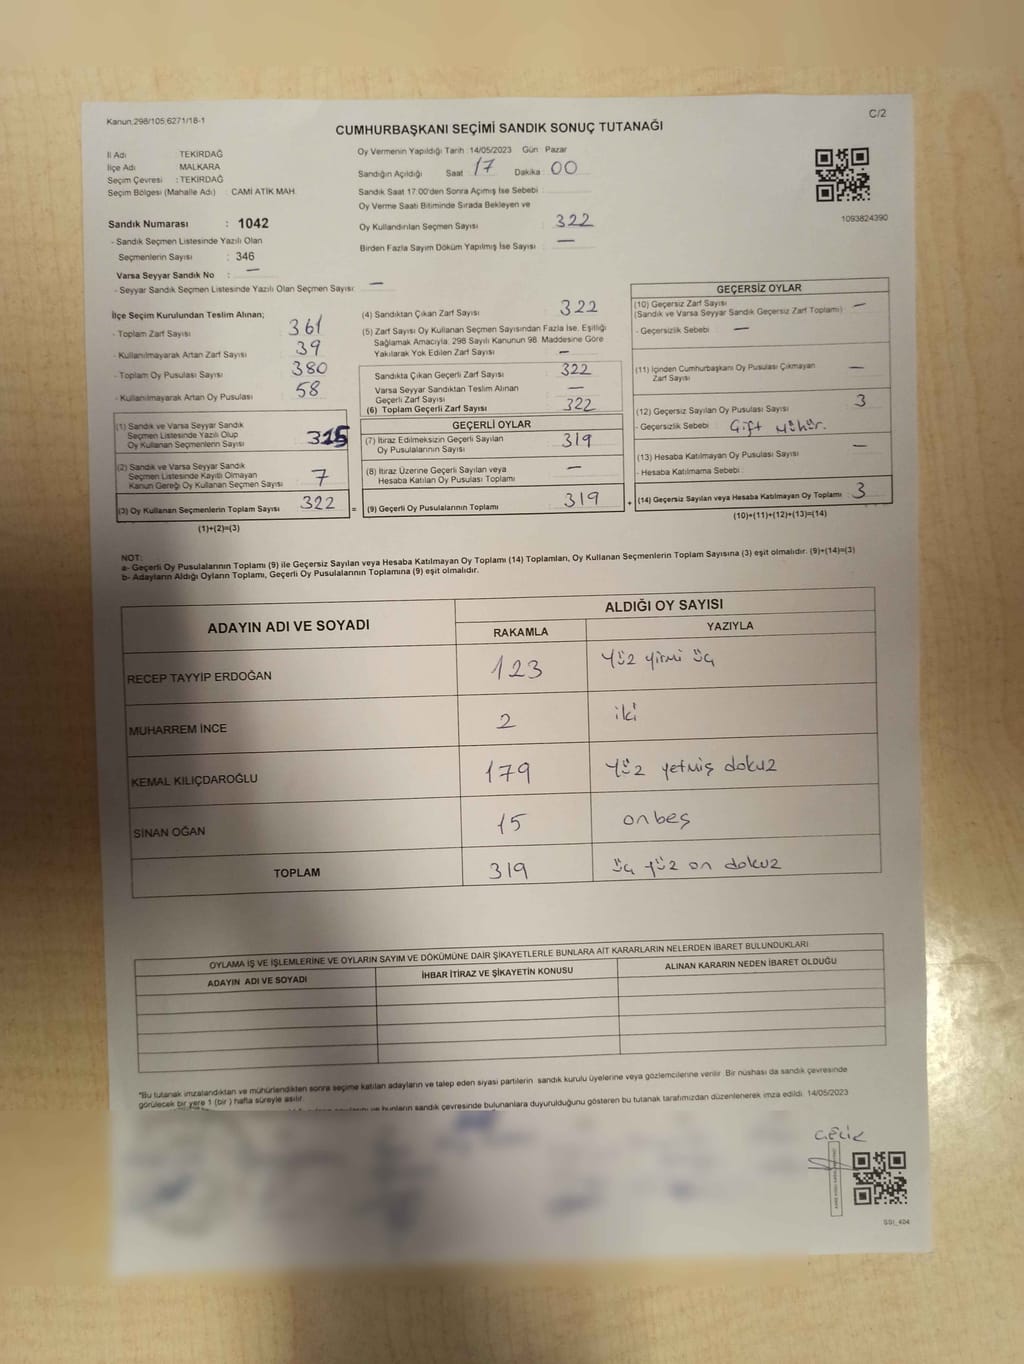 Kanun.298/105;6271/18-1
C/2
CUMHURBAŞKANI SEÇİMİ SANDIK SONUÇ TUTANAĞI
İl Adı TEKİRDAĞ
İlçe Adı MALKARA
Seçim Çevresi : TEKİRDAĞ
Seçim Bölgesi (Mahalle Adı) : CAMİ ATİK MAH.
Oy Vermenin Yapıldığı Tarih :14/05/2023 Gün : Pazar
Sandığın Açıldığı Saat 17 Dakika : 00
Sandık Saat 17:00'den Sonra Açımış İse Sebebi :
Oy Verme Saati Bitiminde Sırada Bekleyen ve
Oy Kullandırılan Seçmen Sayısı : 322
Birden Fazla Sayım Döküm Yapılmış İse Sayısı : —
1093824390
Sandık Numarası : 1042
- Sandık Seçmen Listesinde Yazılı Olan
Seçmenlerin Sayısı : 346
Varsa Seyyar Sandık No : —
- Seyyar Sandık Seçmen Listesinde Yazılı Olan Seçmen Sayısı: —
İlçe Seçim Kurulundan Teslim Alınan;
- Toplam Zarf Sayısı 361
- Kullanılmayarak Artan Zarf Sayısı 39
- Toplam Oy Pusulası Sayısı 380
- Kullanılmayarak Artan Oy Pusulası 58
(1) Sandık ve Varsa Seyyar Sandık
Seçmen Listesinde Yazılı Olup
Oy Kullanan Seçmenlerin Sayısı 315
(2) Sandık ve Varsa Seyyar Sandık
Seçmen Listesinde Kayıtlı Olmayan
Kanun Gereği Oy Kullanan Seçmen Sayısı 7
(3) Oy Kullanan Seçmenlerin Toplam Sayısı 322 =
(1)+(2)=(3)
(4) Sandıktan Çıkan Zarf Sayısı 322
(5) Zarf Sayısı Oy Kullanan Seçmen Sayısından Fazla İse, Eşitliği
Sağlamak Amacıyla, 298 Sayılı Kanunun 98. Maddesine Göre
Yakılarak Yok Edilen Zarf Sayısı —
Sandıkta Çıkan Geçerli Zarf Sayısı 322
Varsa Seyyar Sandıktan Teslim Alınan
Geçerli Zarf Sayısı —
(6) Toplam Geçerli Zarf Sayısı 322
GEÇERLİ OYLAR
(7) İtiraz Edilmeksizin Geçerli Sayılan
Oy Pusulalarının Sayısı 319
(8) İtiraz Üzerine Geçerli Sayılan veya
Hesaba Katılan Oy Pusulası Toplamı —
(9) Geçerli Oy Pusulalarının Toplamı 319 +
GEÇERSİZ OYLAR
(10) Geçersiz Zarf Sayısı
(Sandık ve Varsa Seyyar Sandık Geçersiz Zarf Toplamı) —
- Geçersizlik Sebebi : —
(11) İçinden Cumhurbaşkanı Oy Pusulası Çıkmayan
Zarf Sayısı —
(12) Geçersiz Sayılan Oy Pusulası Sayısı 3
- Geçersizlik Sebebi : Çift mühür.
(13) Hesaba Katılmayan Oy Pusulası Sayısı —
- Hesaba Katılmama Sebebi :
(14) Geçersiz Sayılan veya Hesaba Katılmayan Oy Toplamı 3
(10)+(11)+(12)+(13)=(14)
NOT:
a- Geçerli Oy Pusulalarının Toplamı (9) ile Geçersiz Sayılan veya Hesaba Katılmayan Oy Toplamı (14) Toplamları, Oy Kullanan Seçmenlerin Toplam Sayısına (3) eşit olmalıdır. (9)+(14)=(3)
b- Adayların Aldığı Oyların Toplamı, Geçerli Oy Pusulalarının Toplamına (9) eşit olmalıdır.
ADAYIN ADI VE SOYADI ALDIĞI OY SAYISI
RAKAMLA YAZIYLA
RECEP TAYYIP ERDOĞAN 123 Yüz yirmi üç
MUHARREM İNCE 2 iki
KEMAL KILIÇDAROĞLU 179 Yüz yetmiş dokuz
SİNAN OĞAN 15 onbeş
TOPLAM 319 üç yüz on dokuz
OYLAMA İŞ VE İŞLEMLERİNE VE OYLARIN SAYIM VE DÖKÜMÜNE DAİR ŞİKAYETLERLE BUNLARA AİT KARARLARIN NELERDEN İBARET BULUNDUKLARI
ADAYIN ADI VE SOYADI İHBAR İTİRAZ VE ŞİKAYETİN KONUSU ALINAN KARARIN NEDEN İBARET OLDUĞU
"Bu tutanak imzalandıktan ve mühürlendikten sonra seçime katılan adayların ve talep eden siyasi partilerin sandık kurulu üyelerine veya gözlemcilerine verilir. Bir nüshası da sandık çevresinde
görülecek bir yere 1 (bir ) hafta süreyle asılır.
ve bunların sandık çevresinde bulunanlara duyurulduğunu gösteren bu tutanak tarafımızdan düzenlenerek imza edildi. 14/05/2023
ÇELİK
SSI_404